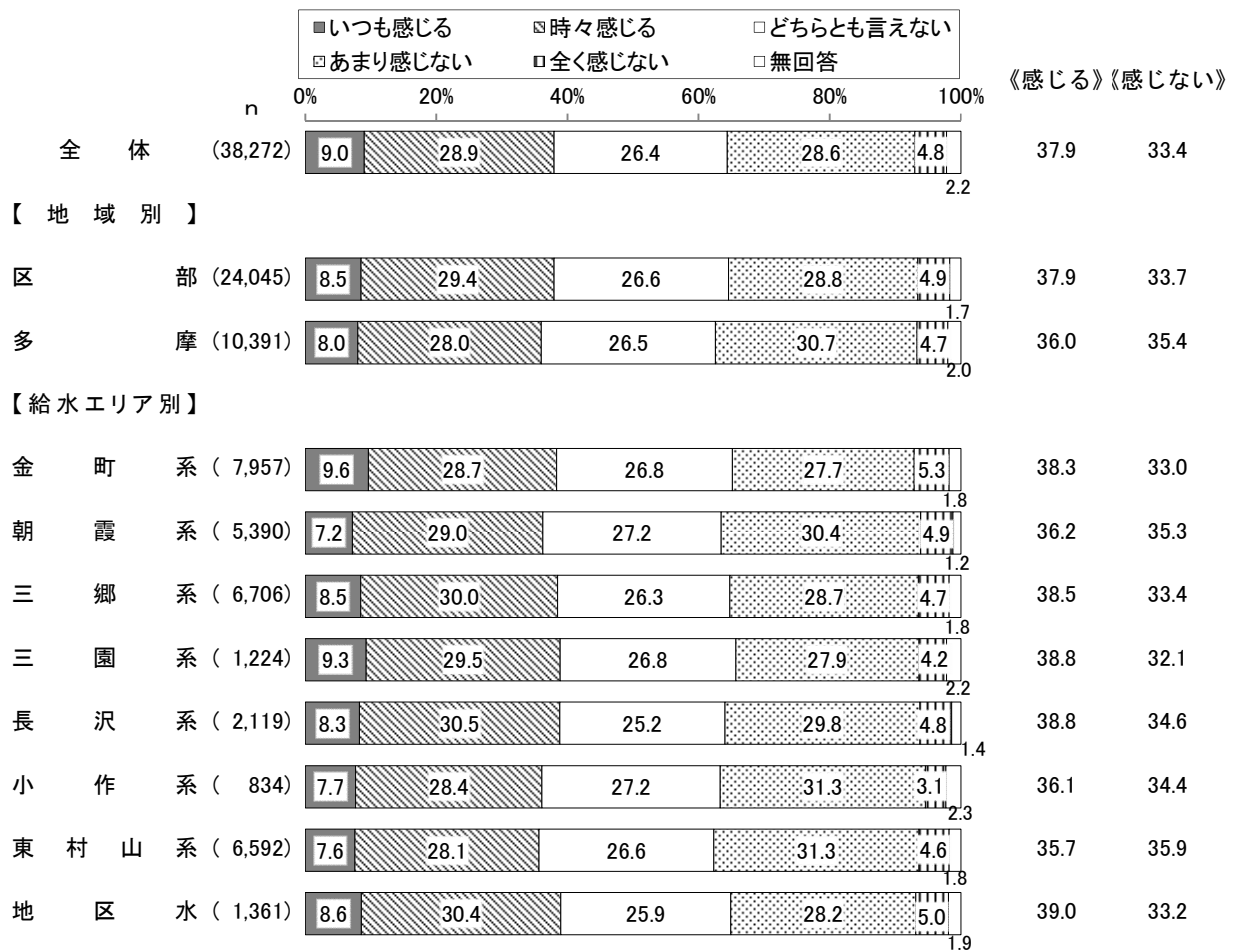 ■いつも感じる ▧時々感じる □どちらとも言えない
▨あまり感じない ▥全く感じない □無回答
《感じる》《感じない》
n 0% 20% 40% 60% 80% 100%
全体 (38,272) 9.0 28.9 26.4 28.6 4.8 2.2 37.9 33.4
【地域別】
区部 (24,045) 8.5 29.4 26.6 28.8 4.9 1.7 37.9 33.7
多摩 (10,391) 8.0 28.0 26.5 30.7 4.7 2.0 36.0 35.4
【給水エリア別】
金町系 ( 7,957) 9.6 28.7 26.8 27.7 5.3 1.8 38.3 33.0
朝霞系 ( 5,390) 7.2 29.0 27.2 30.4 4.9 1.2 36.2 35.3
三郷系 ( 6,706) 8.5 30.0 26.3 28.7 4.7 1.8 38.5 33.4
三園系 ( 1,224) 9.3 29.5 26.8 27.9 4.2 2.2 38.8 32.1
長沢系 ( 2,119) 8.3 30.5 25.2 29.8 4.8 1.4 38.8 34.6
小作系 ( 834) 7.7 28.4 27.2 31.3 3.1 2.3 36.1 34.4
東村山系 ( 6,592) 7.6 28.1 26.6 31.3 4.6 1.8 35.7 35.9
地区水 ( 1,361) 8.6 30.4 25.9 28.2 5.0 1.9 39.0 33.2